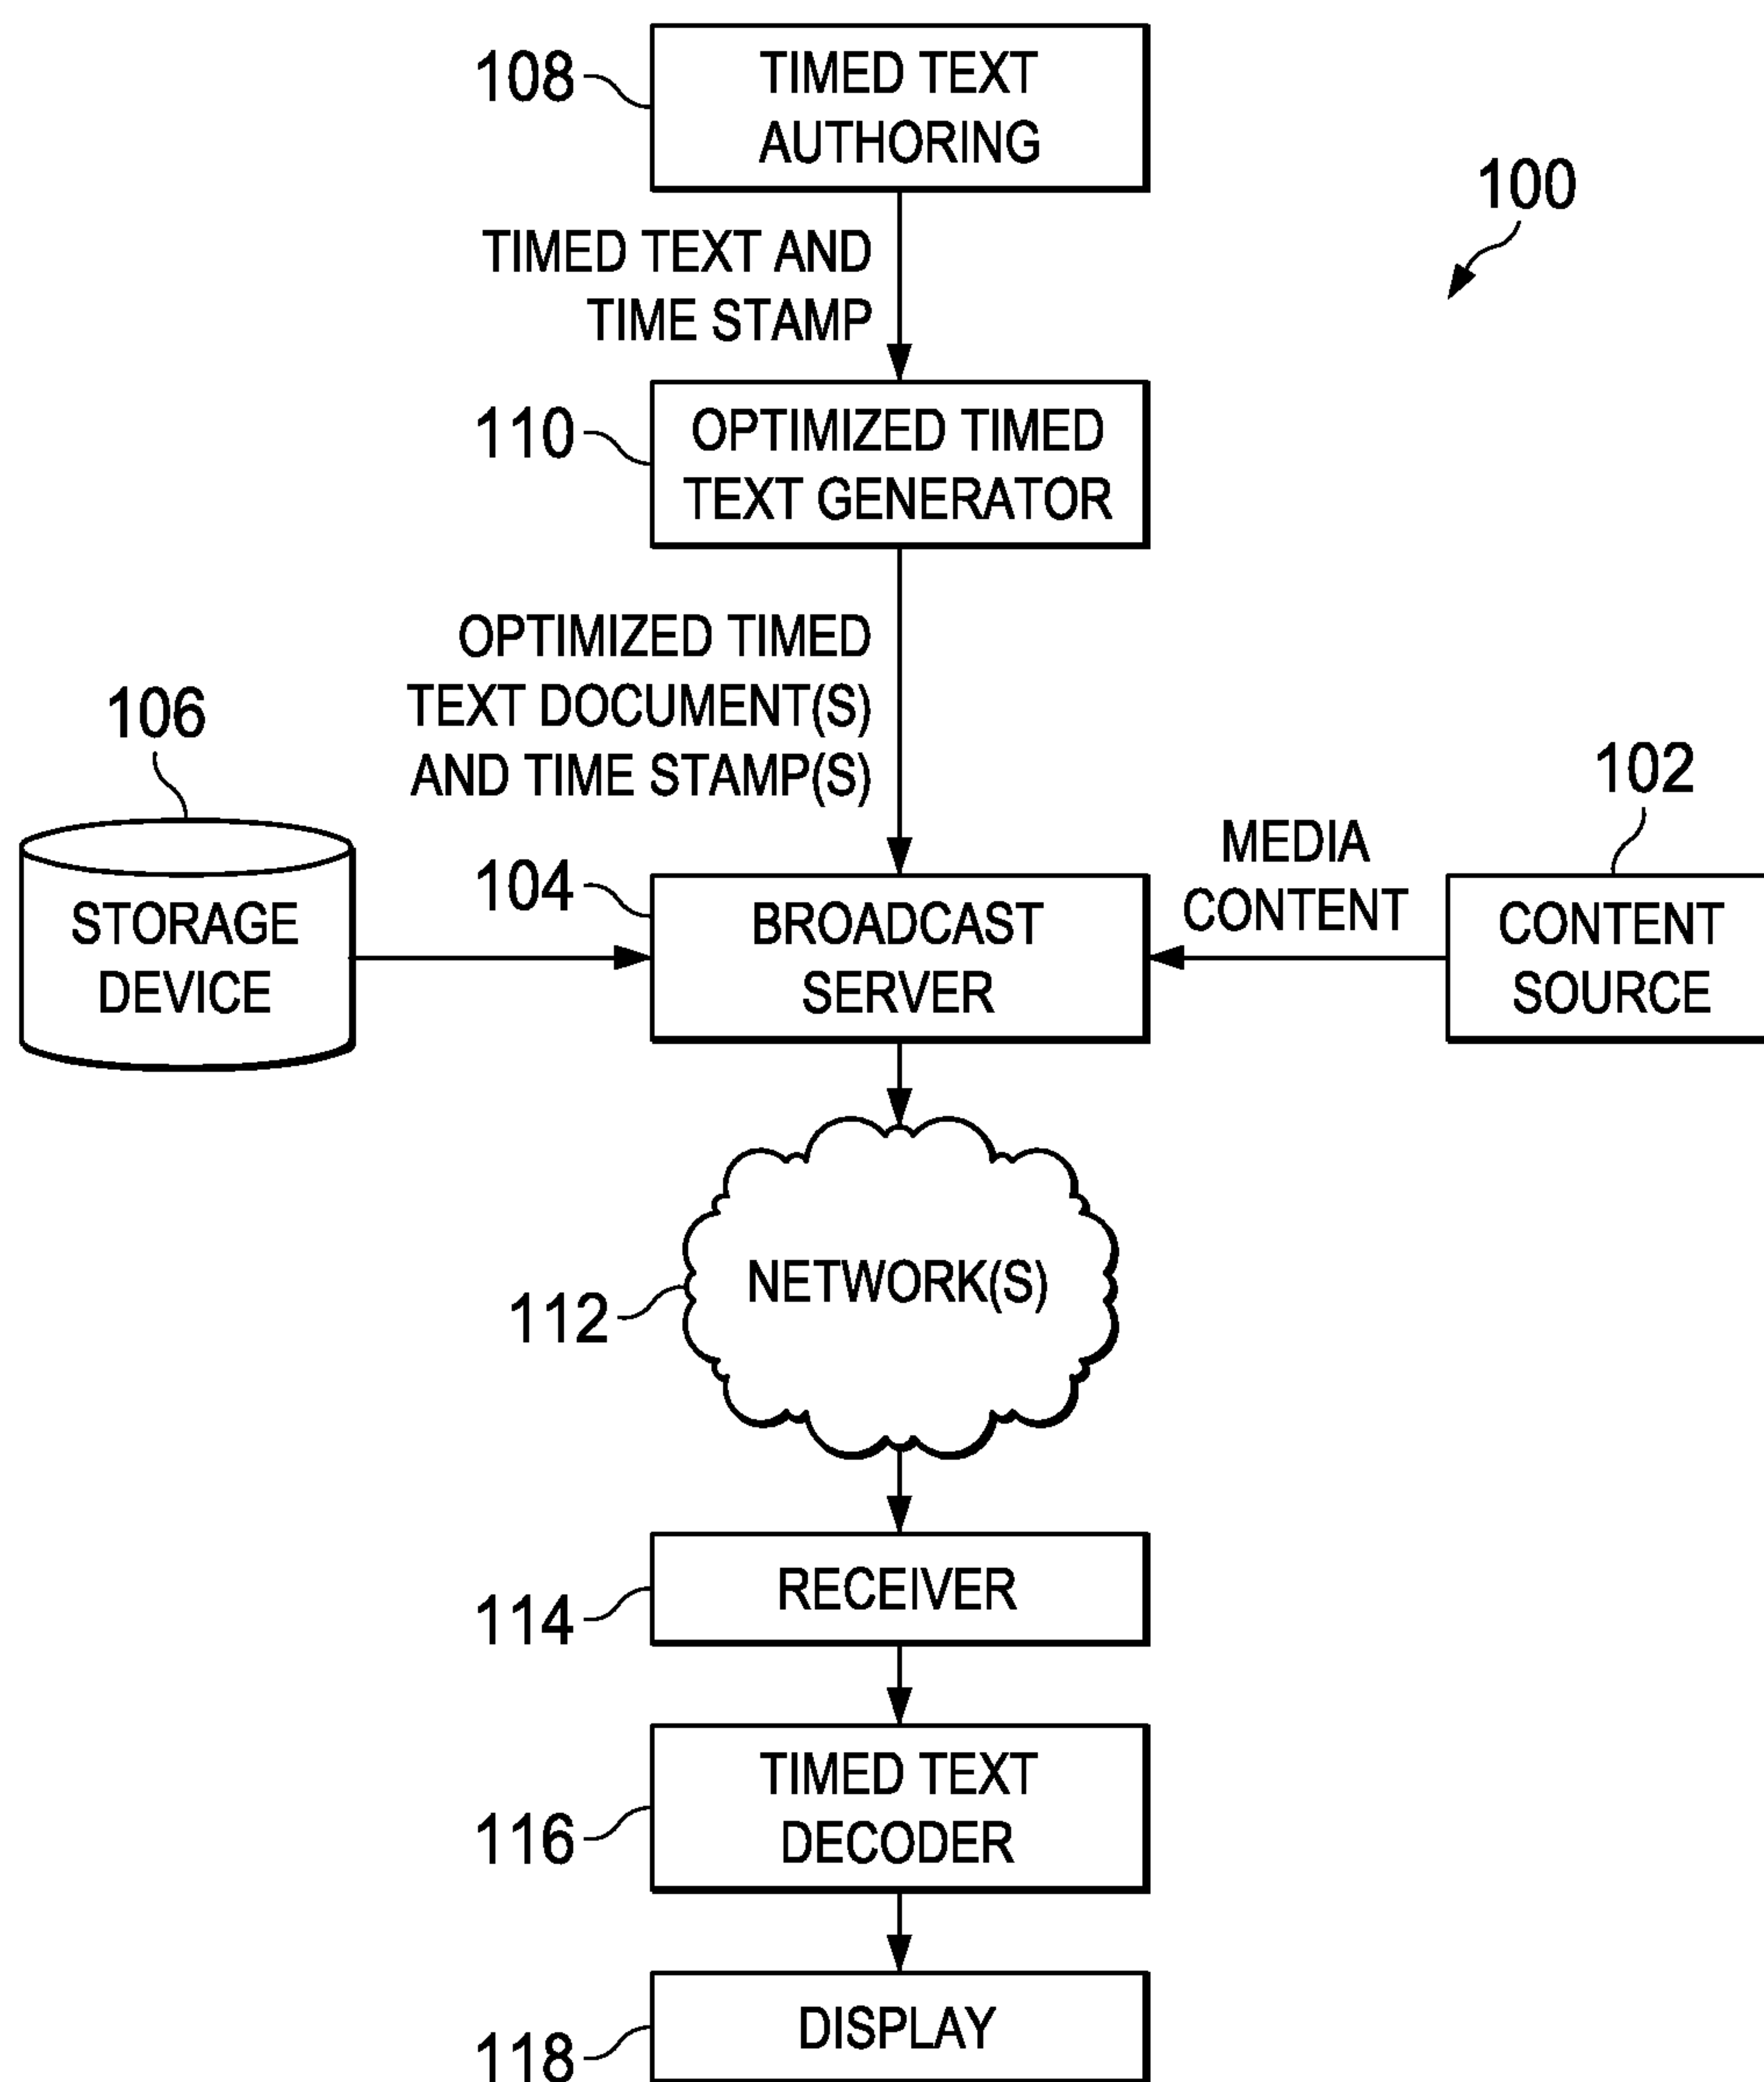 108
TIMED TEXT
AUTHORING
100
TIMED TEXT AND
TIME STAMP
110
OPTIMIZED TIMED
TEXT GENERATOR
OPTIMIZED TIMED
TEXT DOCUMENT(S)
AND TIME STAMP(S)
106
STORAGE
DEVICE
104
BROADCAST
SERVER
MEDIA
CONTENT
102
CONTENT
SOURCE
112
NETWORK(S)
114
RECEIVER
116
TIMED TEXT
DECODER
118
DISPLAY